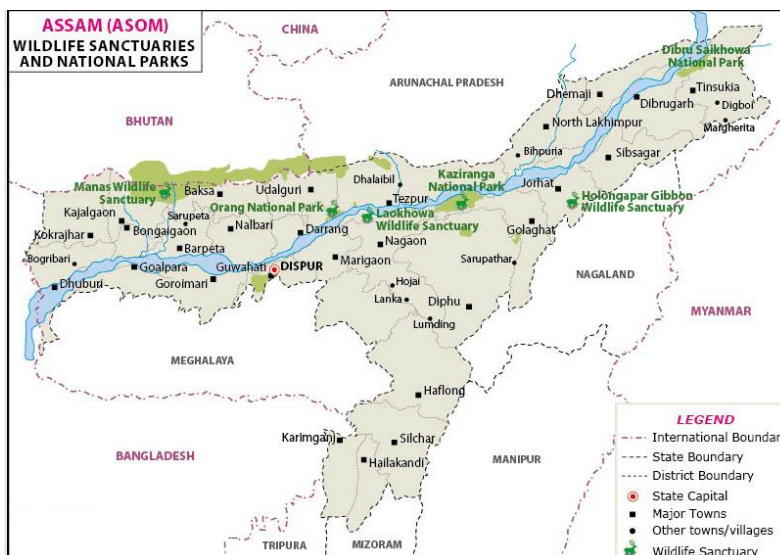 ASSAM (ASOM)
WILDLIFE SANCTUARIES
AND NATIONAL PARKS
CHINA
ARUNACHAL PRADESH
BHUTAN
Dibru Saikhowa
National Park
Tinsukia
Digboi
Dibrugarh
Margherita
Dhemaji
North Lakhimpur
Bihpuria
Sibsagar
Manas Wildlife
Sanctuary
Baksa
Udalguri
Dhalaibil
Kaziranga
National Park
Jorhat
Tezpur
Holongapar Gibbon
Wildlife Sanctuary
Kajalgaon
Sarupeta
Orang National Park
Laokhowa
Wildlife Sanctuary
Golaghat
Kokrajhar
Bongaigaon
Nalbari
Darrang
Nagaon
Barpeta
Bogribari
Goalpara
Guwahati
DISPUR
Marigaon
Sarupathar
NAGALAND
Dhuburi
Goroimari
Hojai
Lanka
Diphu
Lumding
MYANMAR
MEGHALAYA
Haflong
Karimganj
Silchar
Hailakandi
BANGLADESH
MANIPUR
TRIPURA
MIZORAM
LEGEND
International Boundar
State Boundary
District Boundary
State Capital
Major Towns
Other towns/villages
Wildlife Sanctuary